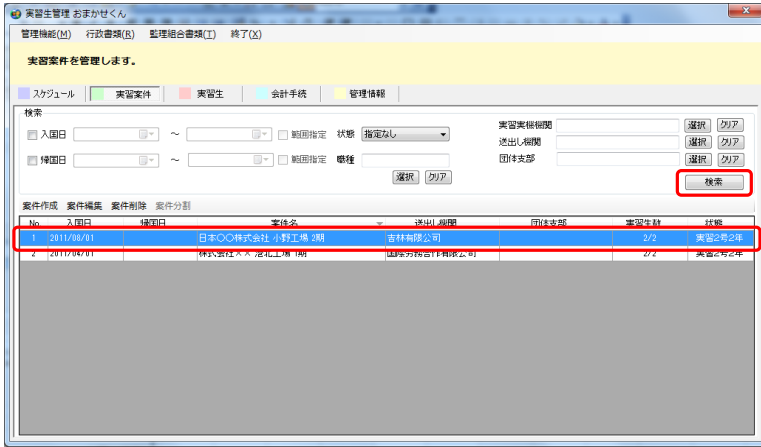 実習生管理 おまかせくん
管理機能(M) 行政書類(R) 監理組合書類(T) 終了(X)
実習案件を管理します。
スケジュール 実習案件 実習生 会計手続 管理情報
検索
入国日 ～ 範囲指定 状態 指定なし 実習実機機関 選択 クリア
送出し機関 選択 クリア
帰国日 ～ 範囲指定 職種 団体支部 選択 クリア
選択 クリア 検索
案件作成 案件編集 案件削除 案件分割
No 入国日 帰国日 案件名 送出し機関 団体支部 実習生数 状態
1 2011/08/01 日本〇〇株式会社 小野工場 2期 吉林有限公司 2/2 実習2号2年
2 2011/04/01 株式会社×× 港北工場 1期 国際労務合作有限公司 2/2 実習2号2年